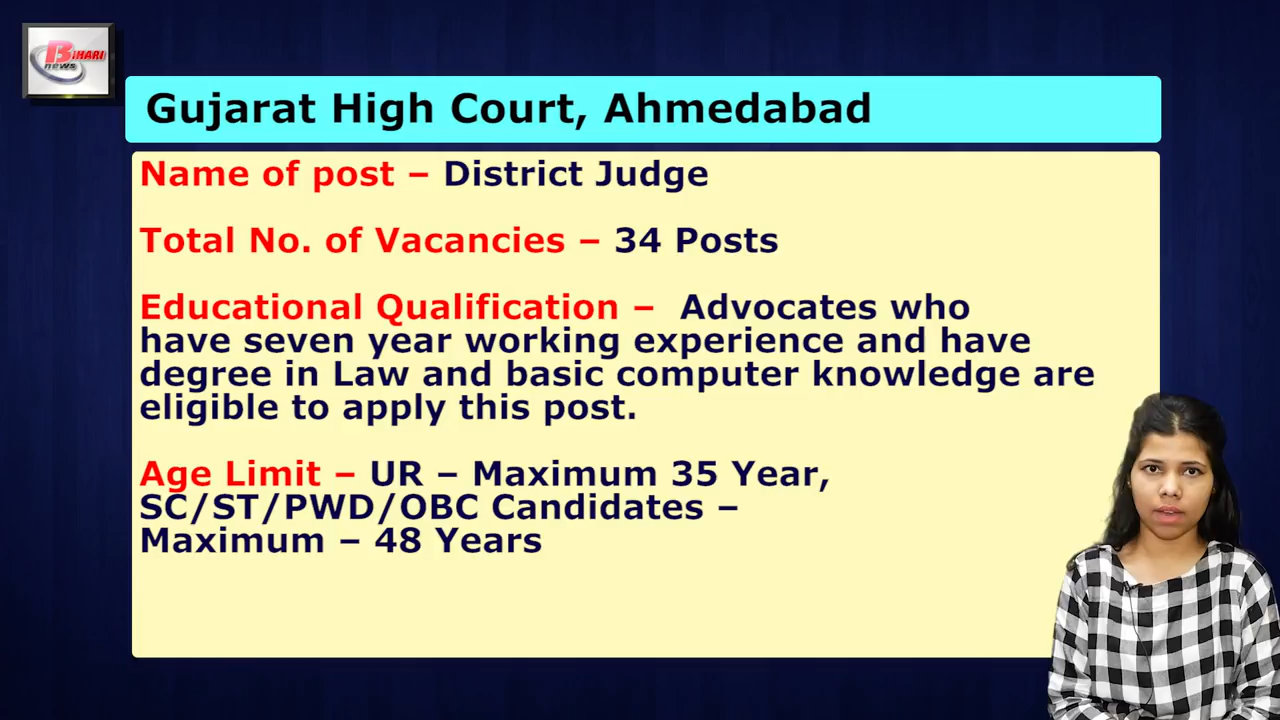 BIHARI
news
Gujarat High Court, Ahmedabad
Name of post – District Judge
Total No. of Vacancies – 34 Posts
Educational Qualification – Advocates who
have seven year working experience and have
degree in Law and basic computer knowledge are
eligible to apply this post.
Age Limit – UR – Maximum 35 Year,
SC/ST/PWD/OBC Candidates –
Maximum – 48 Years